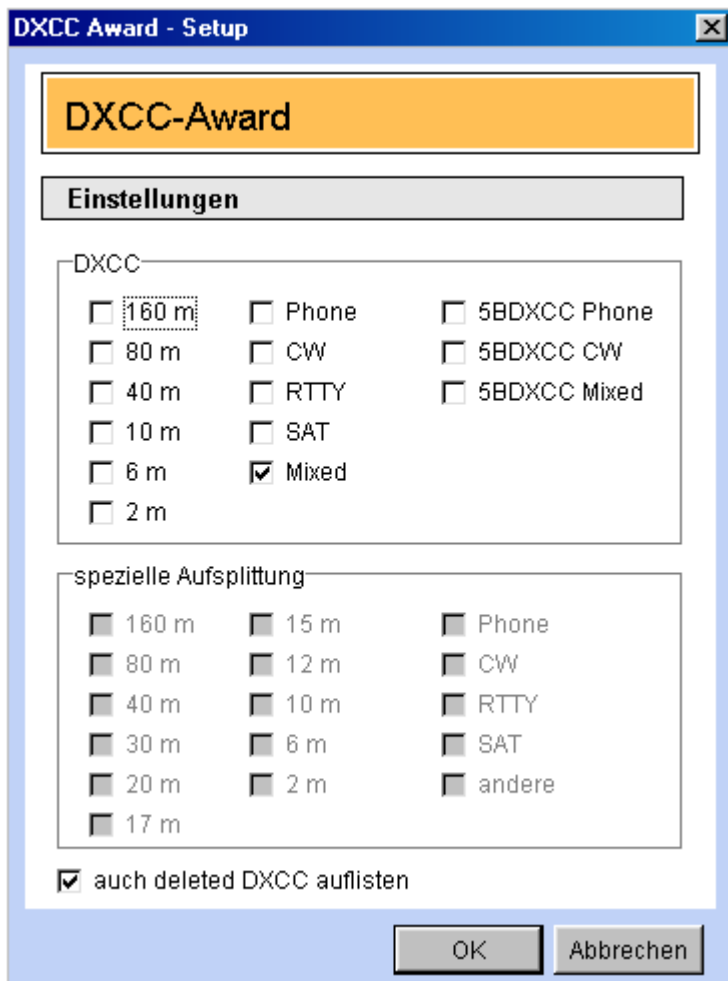 DXCC Award - Setup
DXCC-Award
Einstellungen
DXCC
160 m Phone 5BDXCC Phone
80 m CW 5BDXCC CW
40 m RTTY 5BDXCC Mixed
10 m SAT
6 m Mixed
2 m
spezielle Aufsplittung
160 m 15 m Phone
80 m 12 m CW
40 m 10 m RTTY
30 m 6 m SAT
20 m 2 m andere
17 m
auch deleted DXCC auflisten
OK Abbrechen